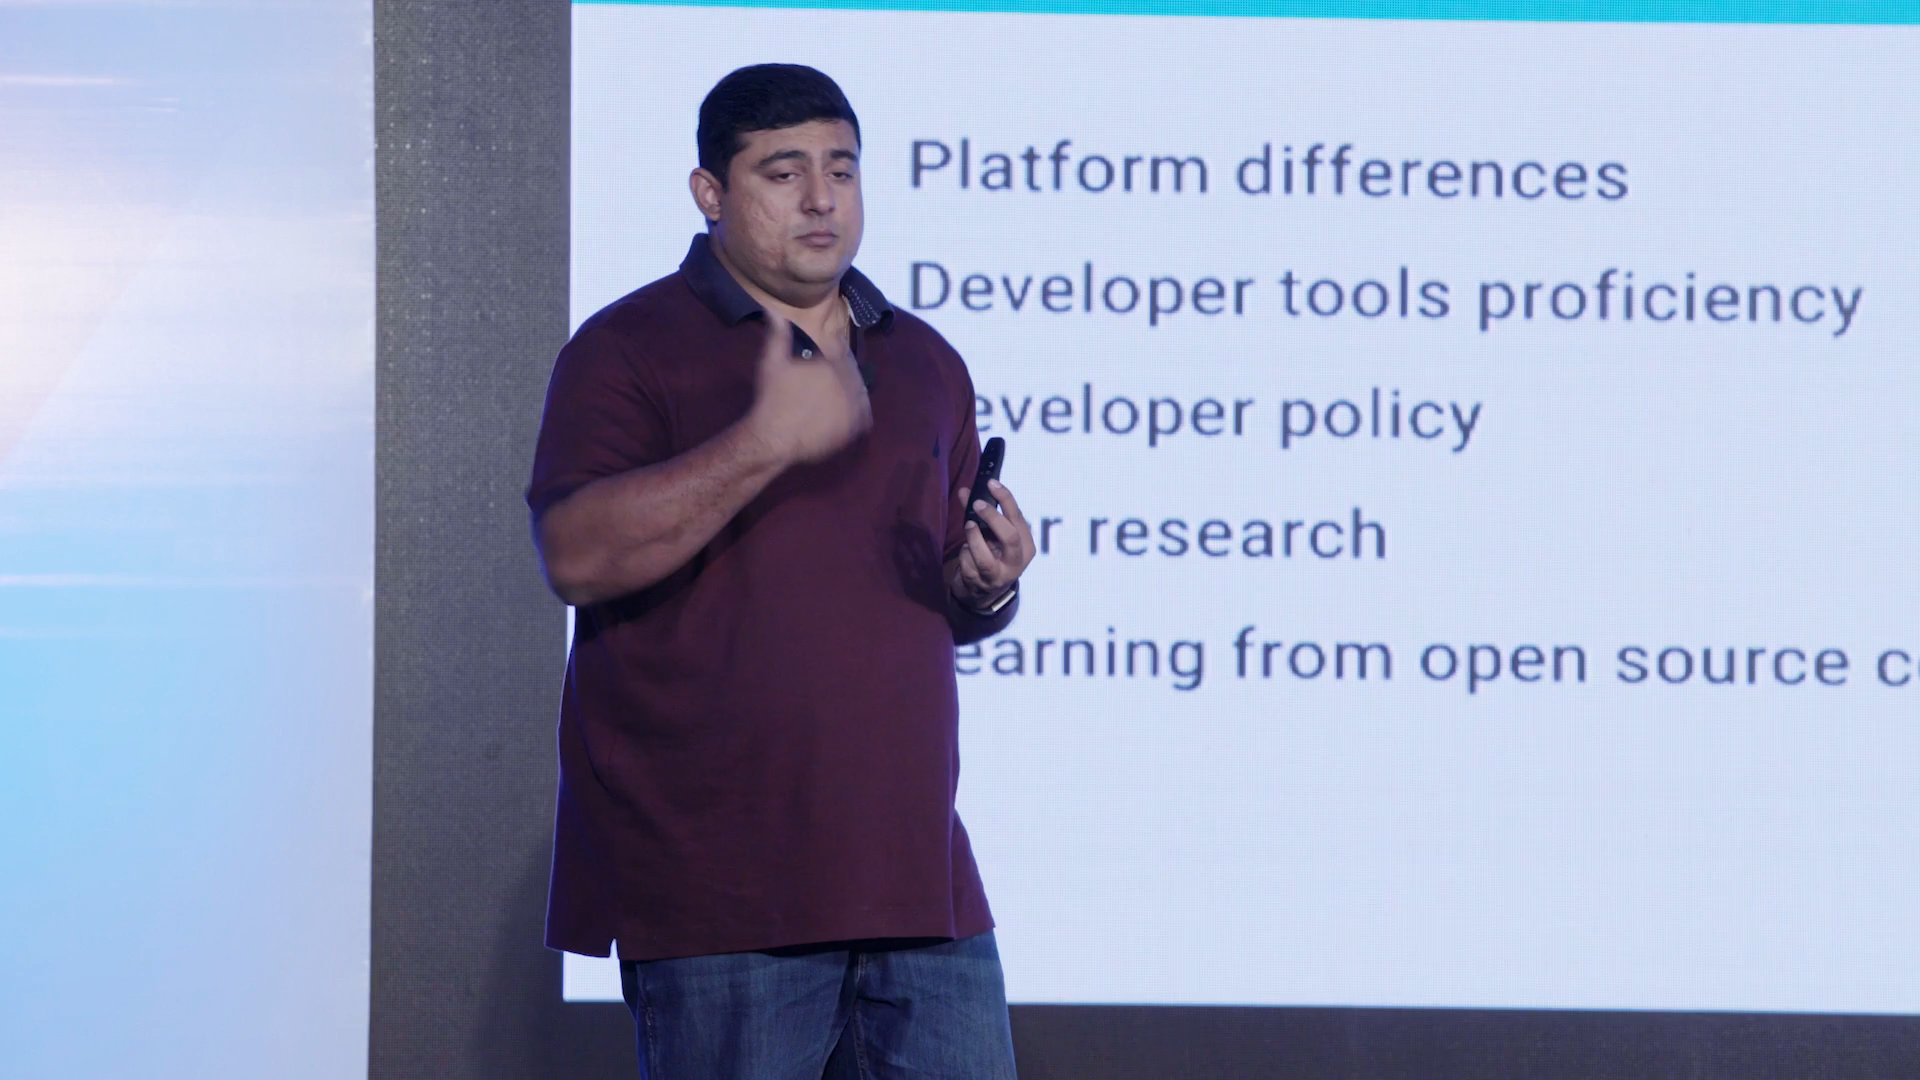 Platform differences
Developer tools proficiency
eveloper policy
r research
earning from open source c